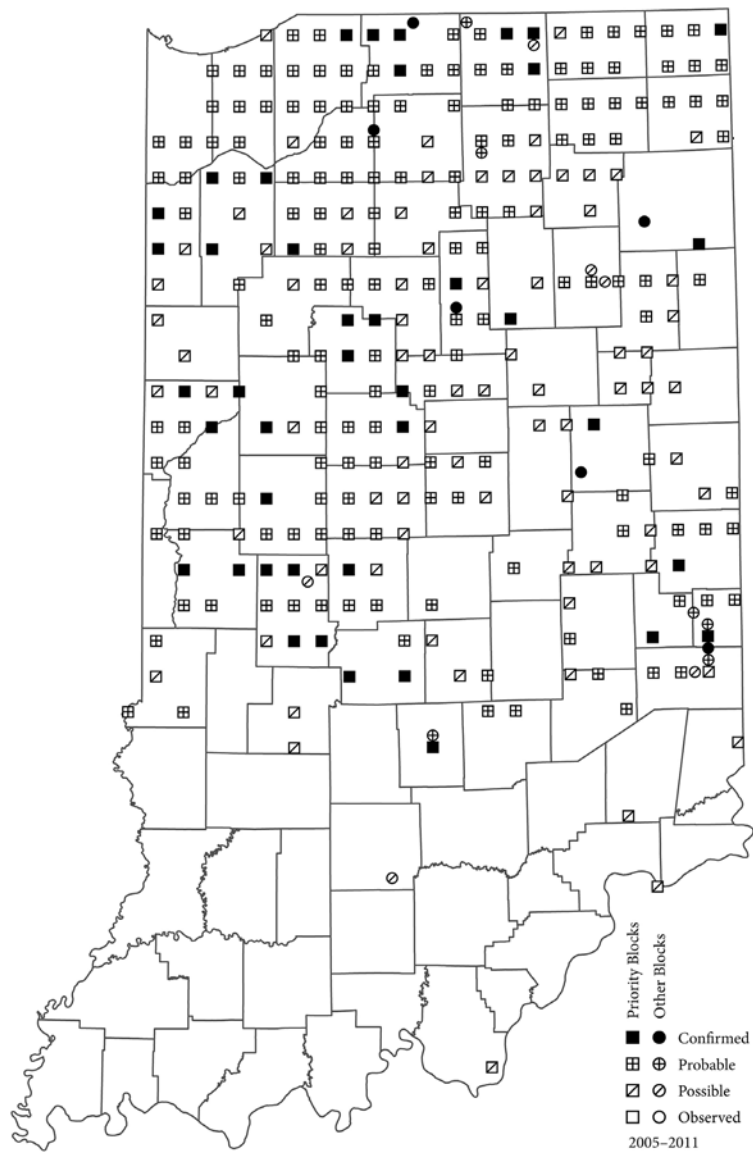 Priority Blocks
Other Blocks
Confirmed
Probable
Possible
Observed
2005–2011